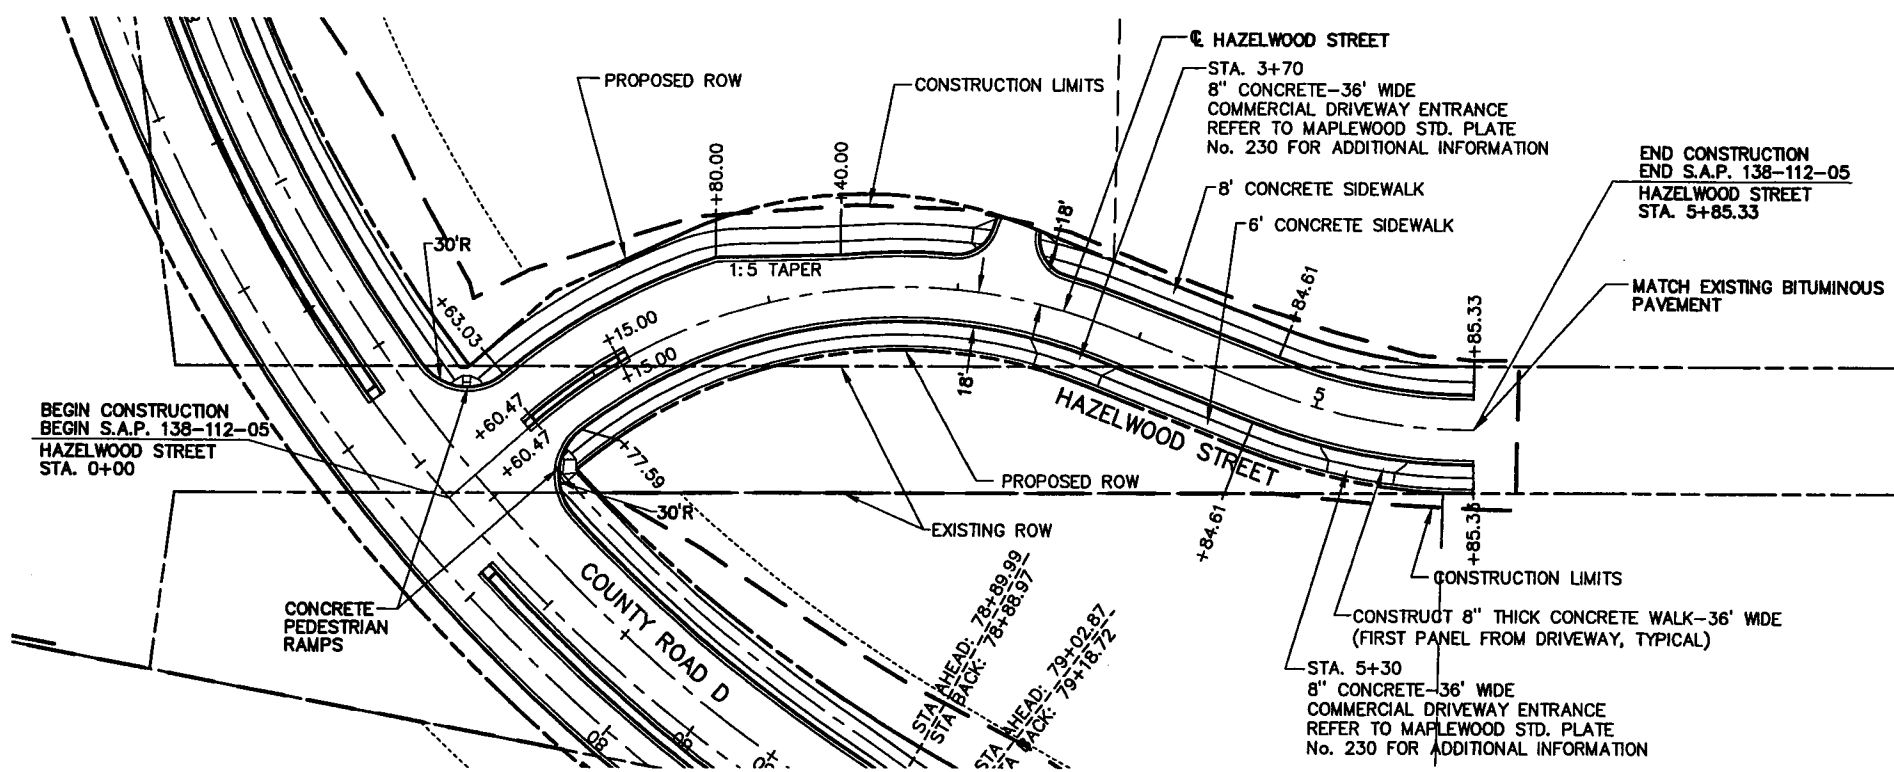 ℄ HAZELWOOD STREET
STA. 3+70
8" CONCRETE-36' WIDE
COMMERCIAL DRIVEWAY ENTRANCE
REFER TO MAPLEWOOD STD. PLATE
No. 230 FOR ADDITIONAL INFORMATION
PROPOSED ROW
CONSTRUCTION LIMITS
END CONSTRUCTION
END S.A.P. 138-112-05
HAZELWOOD STREET
STA. 5+85.33
+80.00
+40.00
8' CONCRETE SIDEWALK
6' CONCRETE SIDEWALK
18'
30'R
1:5 TAPER
+84.61
MATCH EXISTING BITUMINOUS
PAVEMENT
+63.03
+15.00
+15.00
+85.33
18'
5
BEGIN CONSTRUCTION
BEGIN S.A.P. 138-112-05
HAZELWOOD STREET
STA. 0+00
+60.47
+60.47
+77.59
HAZELWOOD STREET
PROPOSED ROW
30'R
EXISTING ROW
+84.61
+85.33
CONSTRUCTION LIMITS
COUNTY ROAD D
CONCRETE
PEDESTRIAN
RAMPS
STA AHEAD: 78+89.99
STA BACK: 78+88.97
STA AHEAD: 79+02.87
STA BACK: 79+18.72
CONSTRUCT 8" THICK CONCRETE WALK-36' WIDE
(FIRST PANEL FROM DRIVEWAY, TYPICAL)
STA. 5+30
8" CONCRETE-36' WIDE
COMMERCIAL DRIVEWAY ENTRANCE
REFER TO MAPLEWOOD STD. PLATE
No. 230 FOR ADDITIONAL INFORMATION
80